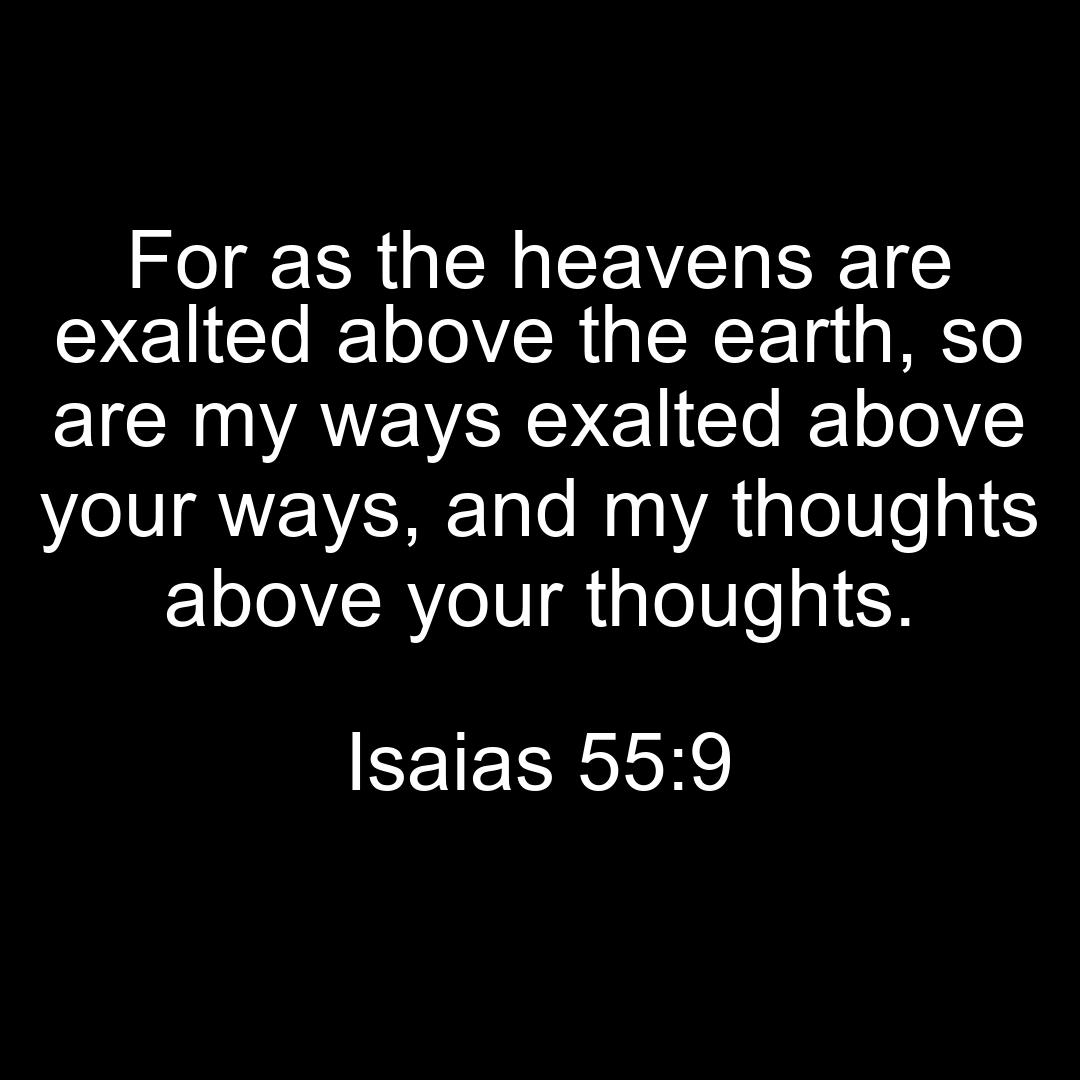 For as the heavens are
exalted above the earth, so
are my ways exalted above
your ways, and my thoughts
above your thoughts.
Isaias 55:9